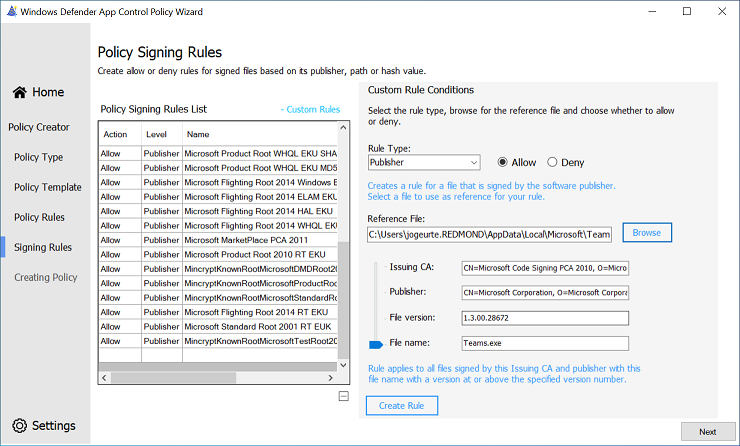 Windows Defender App Control Policy Wizard
Home
Policy Creator
Policy Type
Policy Template
Policy Rules
Signing Rules
Creating Policy
Settings
Policy Signing Rules
Create allow or deny rules for signed files based on its publisher, path or hash value.
Policy Signing Rules List
- Custom Rules
Action Level Name
Allow Publisher Microsoft Product Root WHQL EKU SHA
Allow Publisher Microsoft Product Root WHQL EKU MD5
Allow Publisher Microsoft Flighting Root 2014 Windows E
Allow Publisher Microsoft Flighting Root 2014 ELAM EKU
Allow Publisher Microsoft Flighting Root 2014 HAL EKU
Allow Publisher Microsoft Flighting Root 2014 WHQL EKU
Allow Publisher Microsoft MarketPlace PCA 2011
Allow Publisher Microsoft Product Root 2010 RT EKU
Allow Publisher MincryptKnownRootMicrosoftDMDRoot20
Allow Publisher MincryptKnownRootMicrosoftProductRoo
Allow Publisher MincryptKnownRootMicrosoftStandardRo
Allow Publisher Microsoft Flighting Root 2014 RT EKU
Allow Publisher Microsoft Standard Root 2001 RT EUK
Allow Publisher MincryptKnownRootMicrosoftTestRoot20
Custom Rule Conditions
Select the rule type, browse for the reference file and choose whether to allow
or deny.
Rule Type:
Publisher
Allow
Deny
Creates a rule for a file that is signed by the software publisher.
Select a file to use as reference for your rule.
Reference File:
C:\Users\jogeurte.REDMOND\AppData\Local\Microsoft\Team
Browse
Issuing CA: CN=Microsoft Code Signing PCA 2010, O=Micro
Publisher: CN=Microsoft Corporation, O=Microsoft Corpora
File version: 1.3.00.28672
File name: Teams.exe
Rule applies to all files signed by this Issuing CA and publisher with this
file name with a version at or above the specified version number.
Create Rule
Next